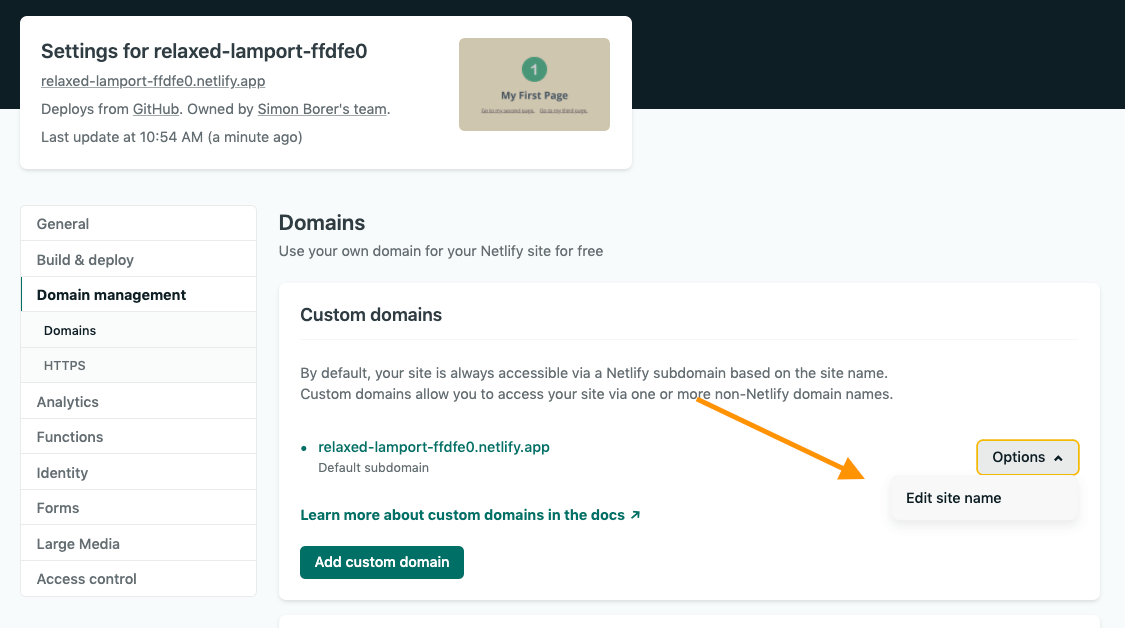 Settings for relaxed-lamport-ffdfe0
relaxed-lamport-ffdfe0.netlify.app
Deploys from GitHub. Owned by Simon Borer's team.
Last update at 10:54 AM (a minute ago)
1
My First Page
Go to my second page. Go to my third page.
General
Build & deploy
Domain management
Domains
HTTPS
Analytics
Functions
Identity
Forms
Large Media
Access control
Domains
Use your own domain for your Netlify site for free
Custom domains
By default, your site is always accessible via a Netlify subdomain based on the site name.
Custom domains allow you to access your site via one or more non-Netlify domain names.
relaxed-lamport-ffdfe0.netlify.app
Default subdomain
Options
Edit site name
Learn more about custom domains in the docs ↗
Add custom domain